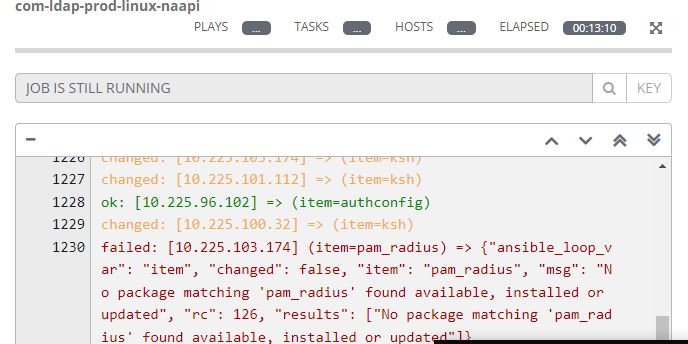 com-ldap-prod-linux-naapi
PLAYS ... TASKS ... HOSTS ... ELAPSED 00:13:10
JOB IS STILL RUNNING KEY
1226 changed: [10.225.103.174] => (item=ksh)
1227 changed: [10.225.101.112] => (item=ksh)
1228 ok: [10.225.96.102] => (item=authconfig)
1229 changed: [10.225.100.32] => (item=ksh)
1230 failed: [10.225.103.174] (item=pam_radius) => {"ansible_loop_v
ar": "item", "changed": false, "item": "pam_radius", "msg": "N
o package matching 'pam_radius' found available, installed or
updated", "rc": 126, "results": ["No package matching 'pam_rad
ius' found available, installed or updated"]}